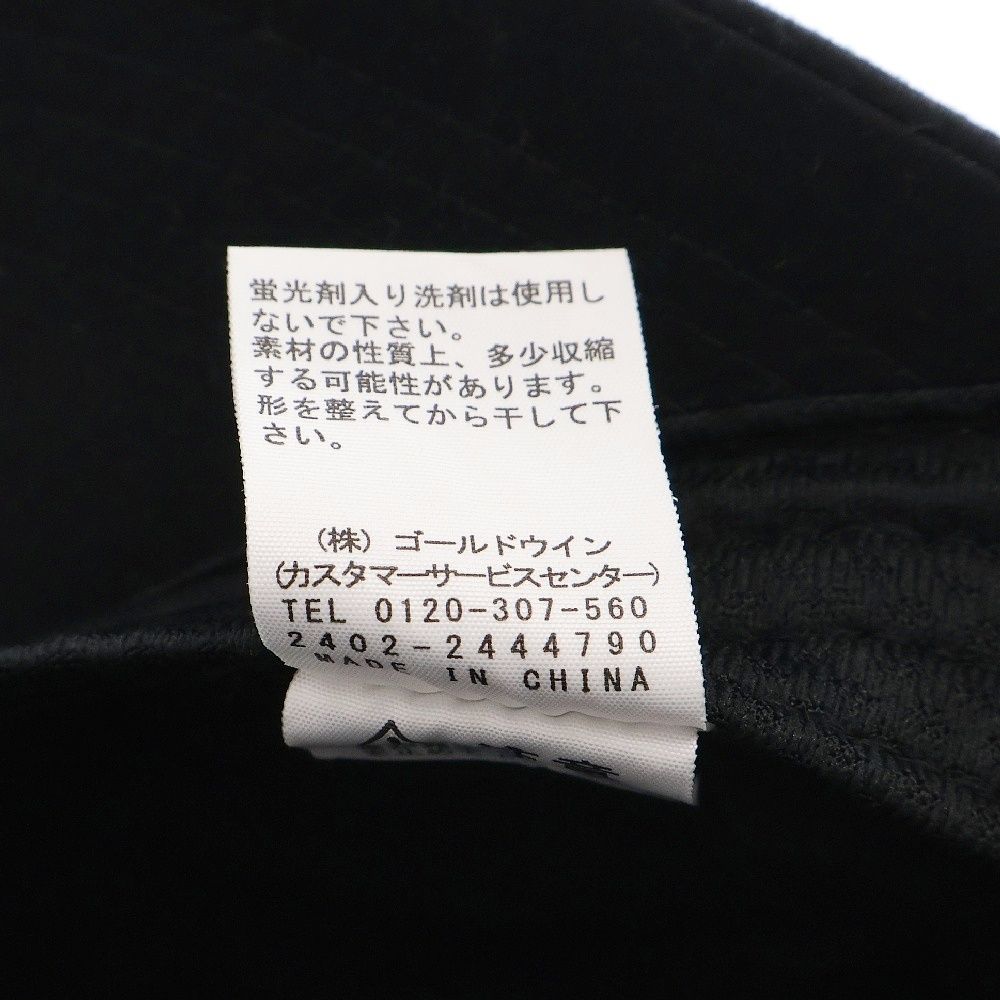 蛍光剤入り洗剤は使用し
ないで下さい。
素材の性質上、多少収縮
する可能性があります。
形を整えてから干して下
さい。
(株) ゴールドウイン
(カスタマーサービスセンター)
TEL 0120-307-560
2402-2444790
MADE IN CHINA